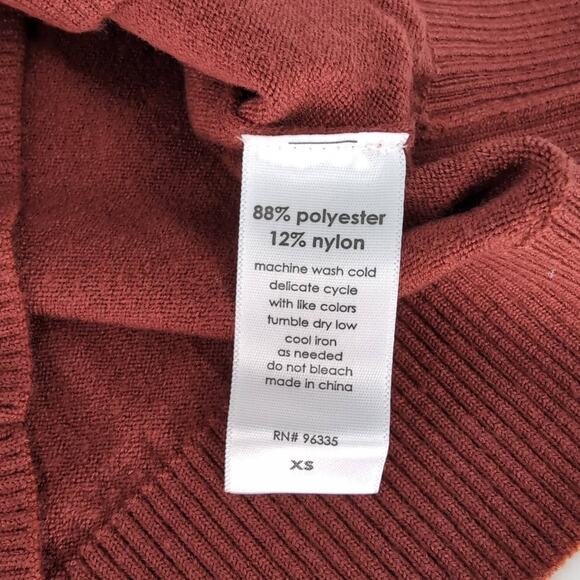 88% polyester
12% nylon
machine wash cold
delicate cycle
with like colors
tumble dry low
cool iron
as needed
do not bleach
made in china
RN# 96335
XS